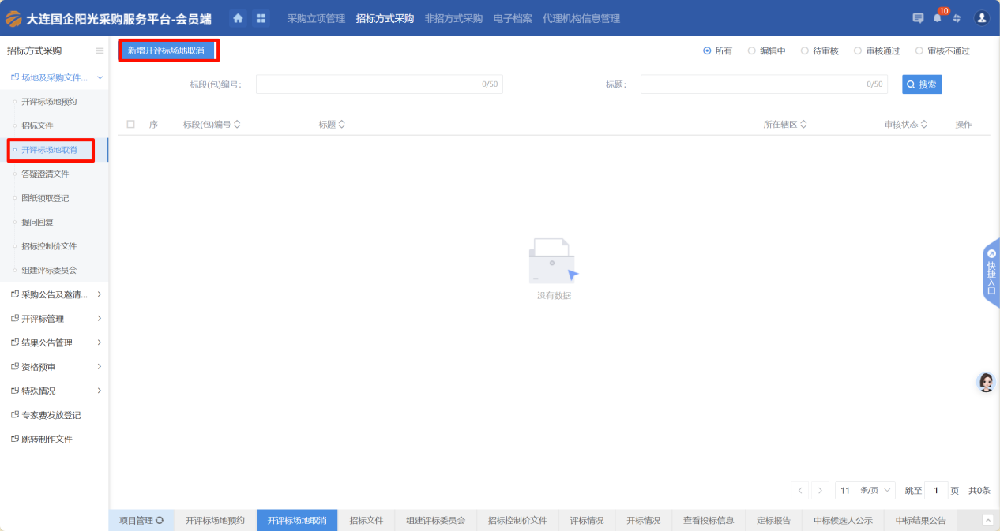 大连国企阳光采购服务平台-会员端
采购立项管理 招标方式采购 非招方式采购 电子档案 代理机构信息管理
10
招标方式采购
场地及采购文件...
开评标场地预约
招标文件
开评标场地取消
答疑澄清文件
图纸领取登记
提问回复
招标控制价文件
组建评标委员会
采购公告及邀请...
开评标管理
结果公告管理
资格预审
特殊情况
专家费发放登记
跳转制作文件
新增开评标场地取消
所有 编辑中 待审核 审核通过 审核不通过
标段(包)编号: 0/50 标题: 0/50 搜索
序 标段(包)编号 标题 所在辖区 审核状态 操作
没有数据
快捷入口
11 条/页 跳至 1 页 共0条
项目管理 开评标场地预约 开评标场地取消 招标文件 组建评标委员会 招标控制价文件 评标情况 开标情况 查看投标信息 定标报告 中标候选人公示 中标结果公告